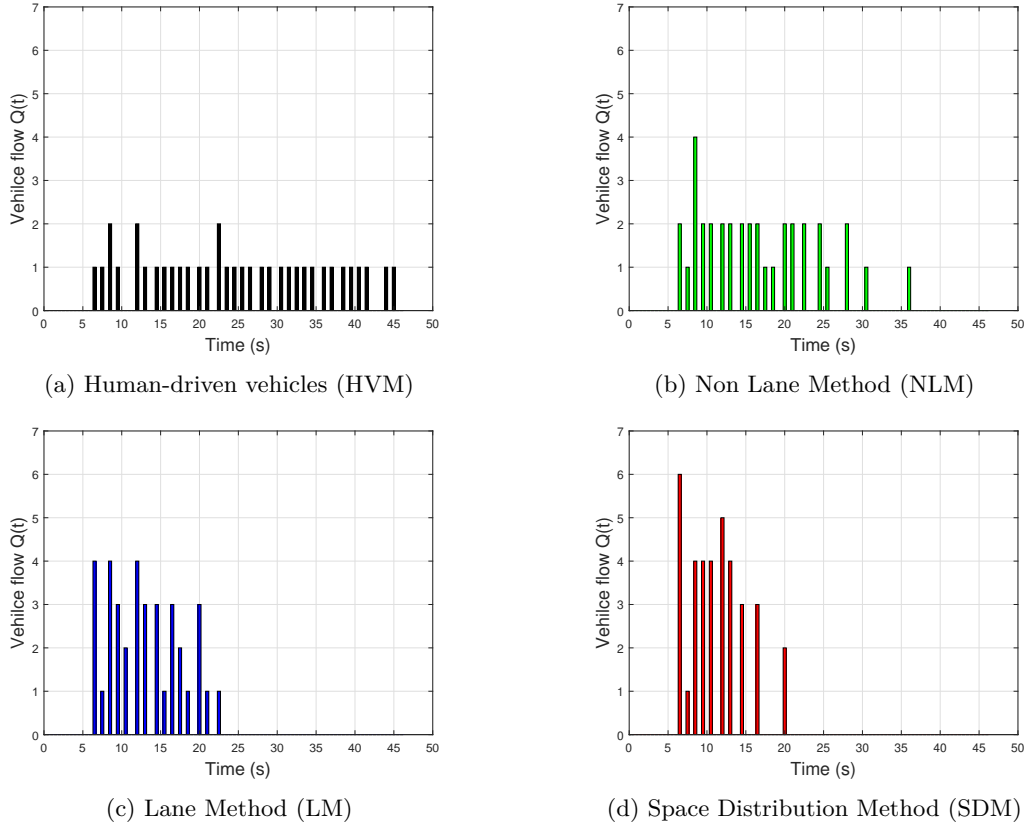 7
6
5
4
3
2
1
0
Vehilce flow Q(t)
0 5 10 15 20 25 30 35 40 45 50
Time (s)
(a) Human-driven vehicles (HVM)
7
6
5
4
3
2
1
0
Vehilce flow Q(t)
0 5 10 15 20 25 30 35 40 45 50
Time (s)
(b) Non Lane Method (NLM)
7
6
5
4
3
2
1
0
Vehilce flow Q(t)
0 5 10 15 20 25 30 35 40 45 50
Time (s)
(c) Lane Method (LM)
7
6
5
4
3
2
1
0
Vehilce flow Q(t)
0 5 10 15 20 25 30 35 40 45 50
Time (s)
(d) Space Distribution Method (SDM)